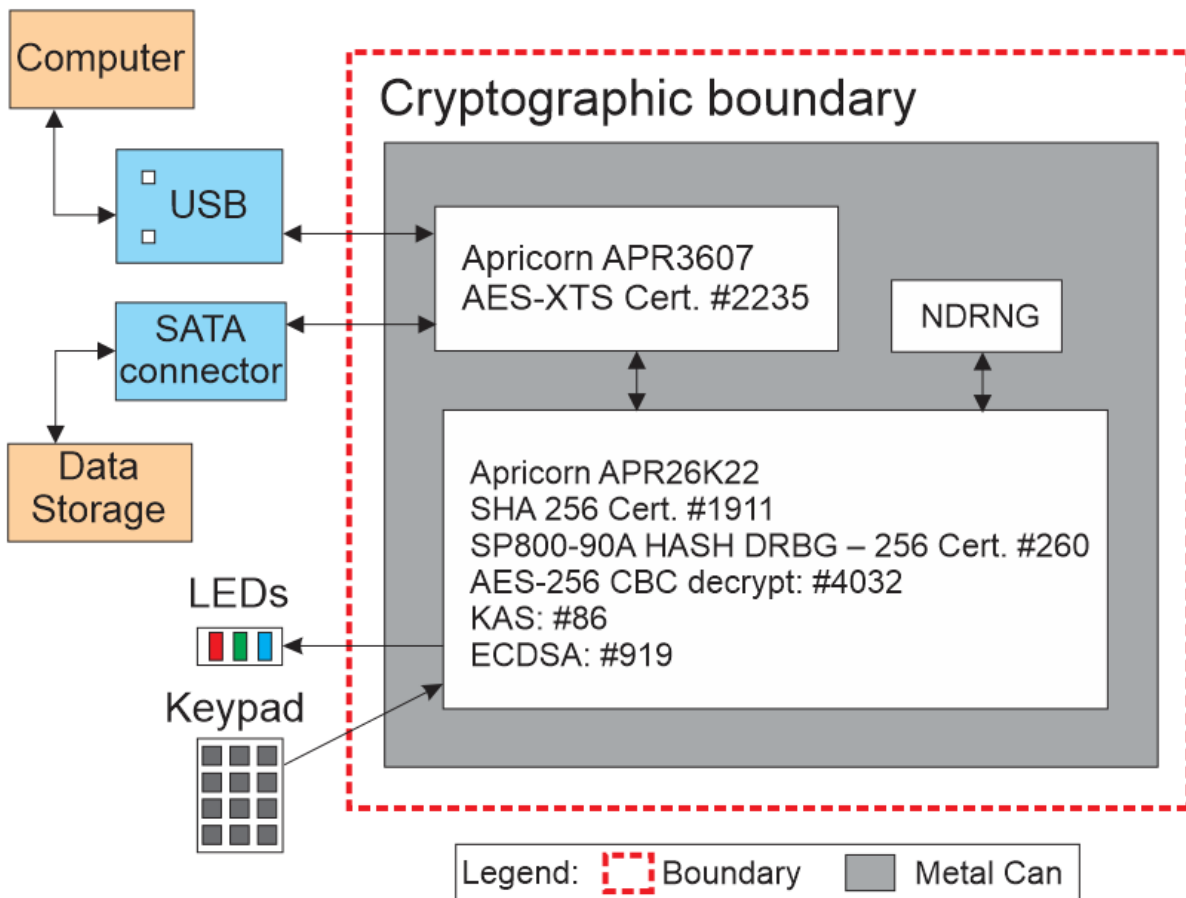 Computer
Cryptographic boundary
USB
Apricorn APR3607
AES-XTS Cert. #2235
NDRNG
SATA
connector
Data
Storage
Apricorn APR26K22
SHA 256 Cert. #1911
SP800-90A HASH DRBG – 256 Cert. #260
AES-256 CBC decrypt: #4032
KAS: #86
ECDSA: #919
LEDs
Keypad
Legend: Boundary Metal Can